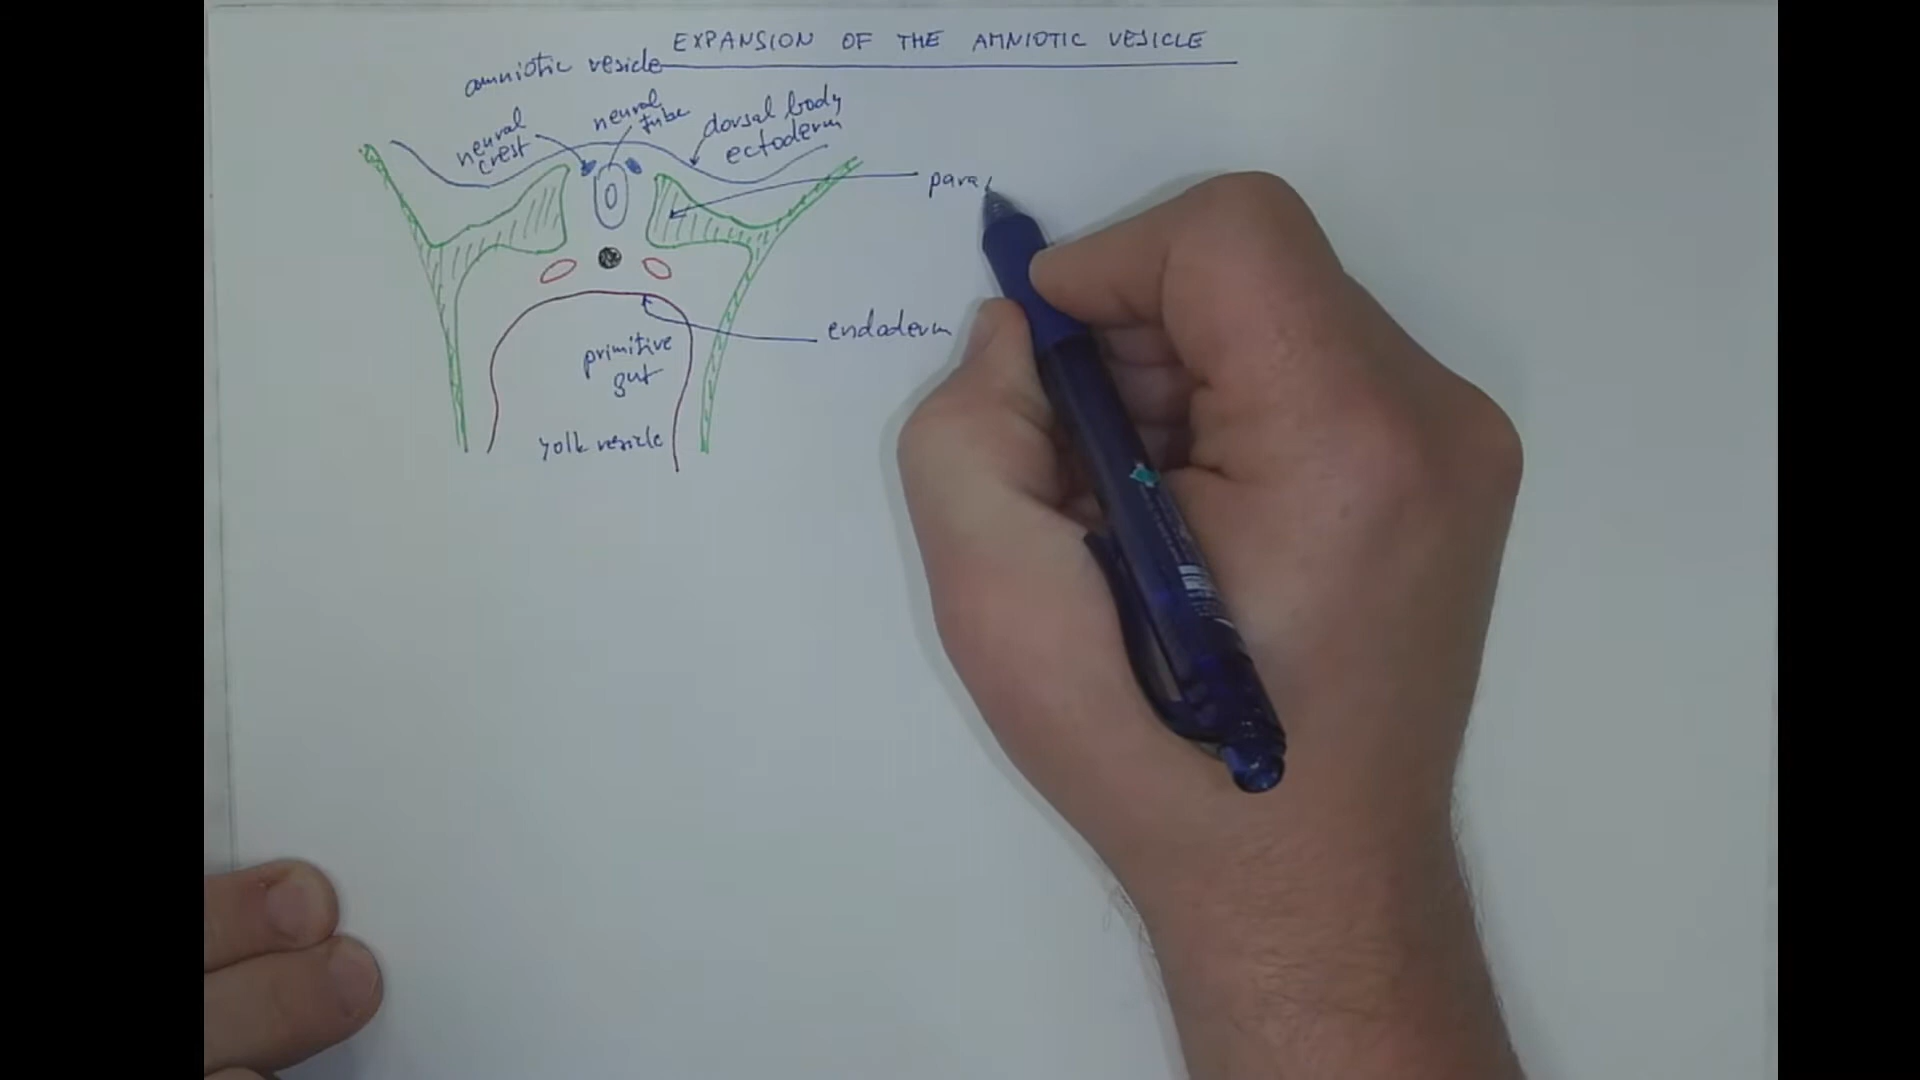 EXPANSION OF THE AMNIOTIC VESICLE
amniotic vesicle
neural
crest
neural
tube
dorsal body
ectoderm
para
endoderm
primitive
gut
yolk vesicle